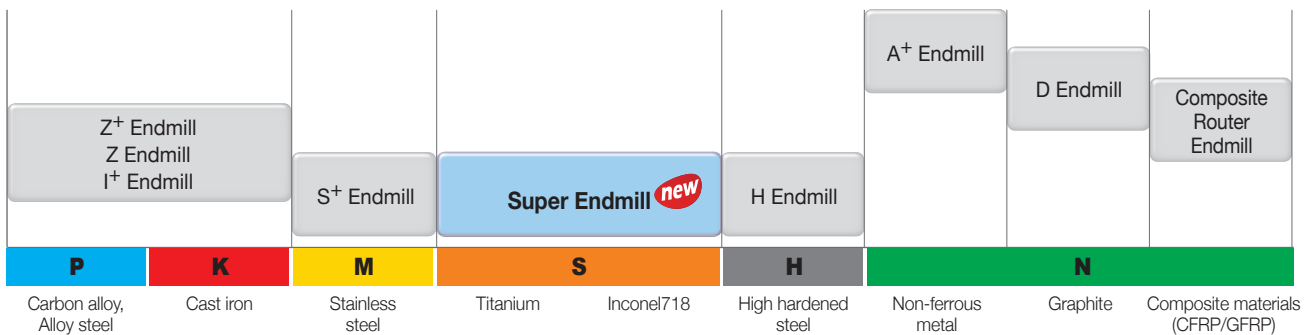 A+ Endmill
D Endmill
Composite
Router
Endmill
Z+ Endmill
Z Endmill
I+ Endmill
S+ Endmill
Super Endmill new
H Endmill
P K M S H N
Carbon alloy,
Alloy steel
Cast iron
Stainless
steel
Titanium
Inconel718
High hardened
steel
Non-ferrous
metal
Graphite
Composite materials
(CFRP/GFRP)